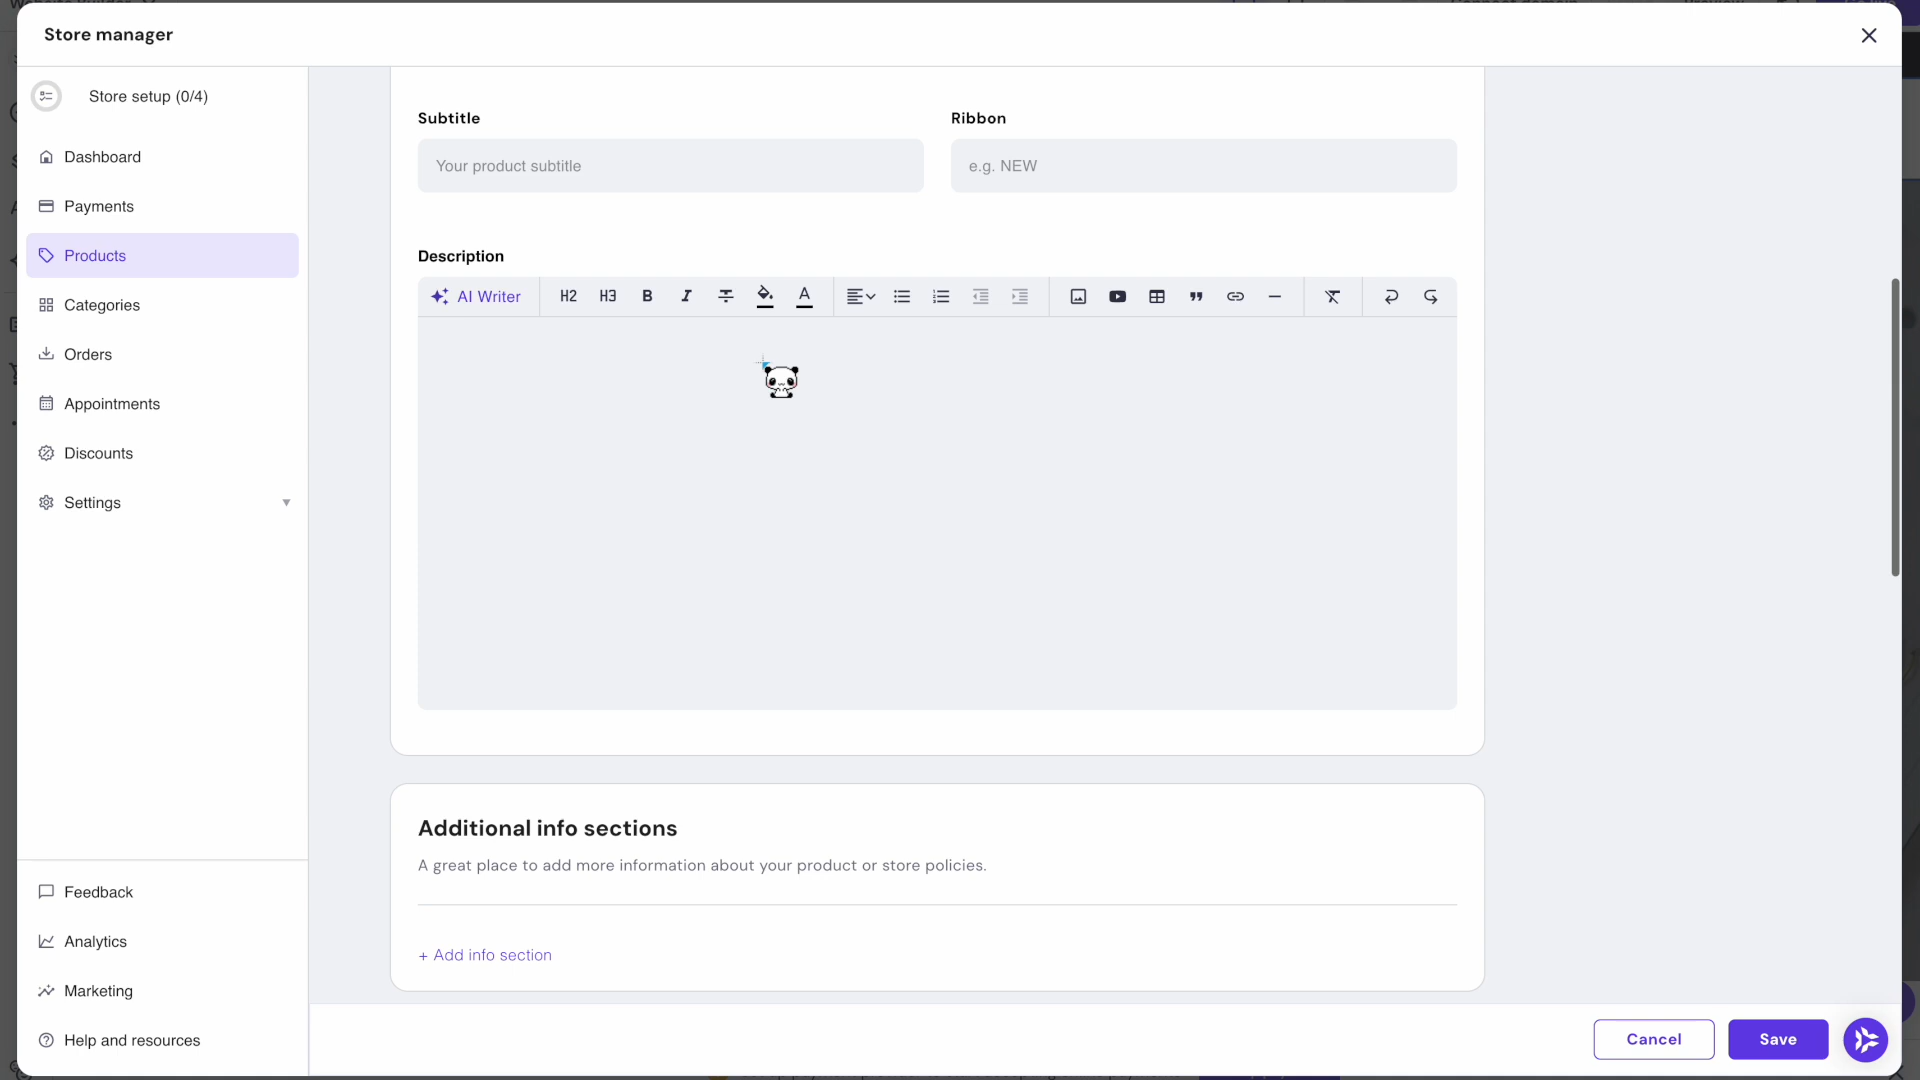 Store manager
Store setup (0/4)
Dashboard
Payments
Products
Categories
Orders
Appointments
Discounts
Settings
Feedback
Analytics
Marketing
Help and resources
Subtitle
Ribbon
Your product subtitle
e.g. NEW
Description
AI Writer
H2
H3
B
I
A
Additional info sections
A great place to add more information about your product or store policies.
+ Add info section
Cancel
Save